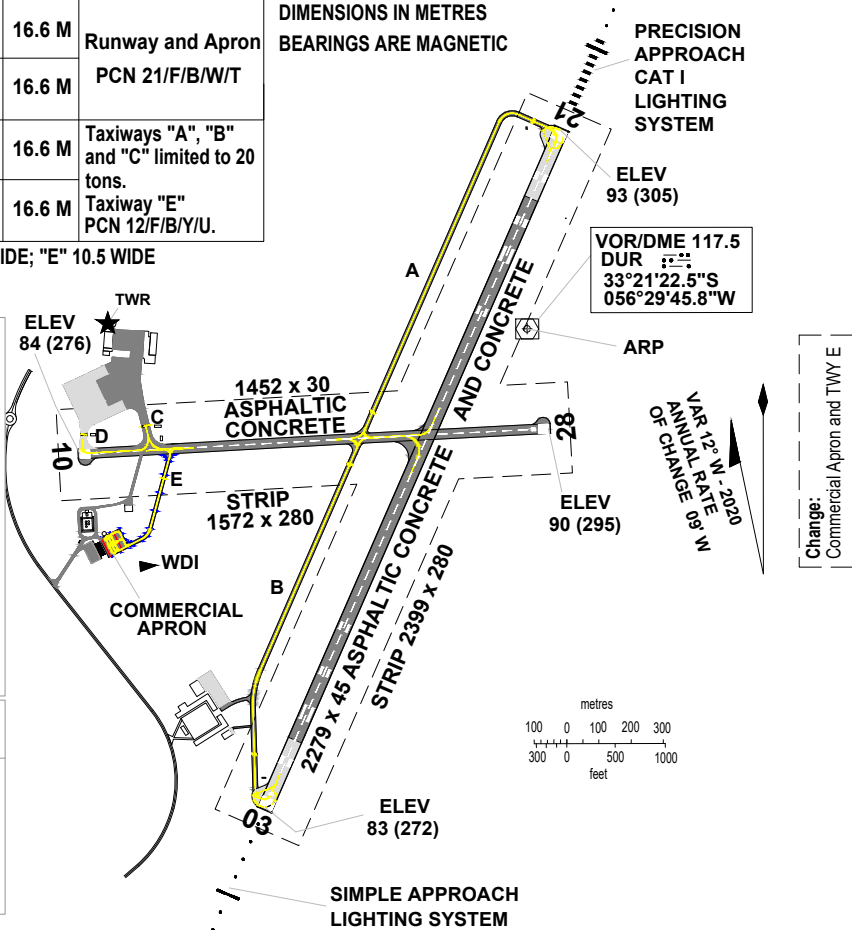 16.6 M
Runway and Apron
PCN 21/F/B/W/T
16.6 M
16.6 M
Taxiways "A", "B"
and "C" limited to 20
tons.
16.6 M
Taxiway "E"
PCN 12/F/B/Y/U.
IDE; "E" 10.5 WIDE
DIMENSIONS IN METRES
BEARINGS ARE MAGNETIC
PRECISION
APPROACH
CAT I
LIGHTING
SYSTEM
21
ELEV
93 (305)
A
VOR/DME 117.5
DUR
33°21'22.5"S
056°29'45.8"W
ARP
TWR
ELEV
84 (276)
1452 x 30
ASPHALTIC
CONCRETE
C
D
10
E
28
STRIP
1572 x 280
ELEV
90 (295)
VAR 12° W - 2020
ANNUAL RATE
OF CHANGE 09' W
Change:
Commercial Apron and TWY E
WDI
COMMERCIAL
APRON
B
2279 x 45 ASPHALTIC CONCRETE AND CONCRETE
STRIP 2399 x 280
metres
100 0 100 200 300
300 0 500 1000
feet
03
ELEV
83 (272)
SIMPLE APPROACH
LIGHTING SYSTEM